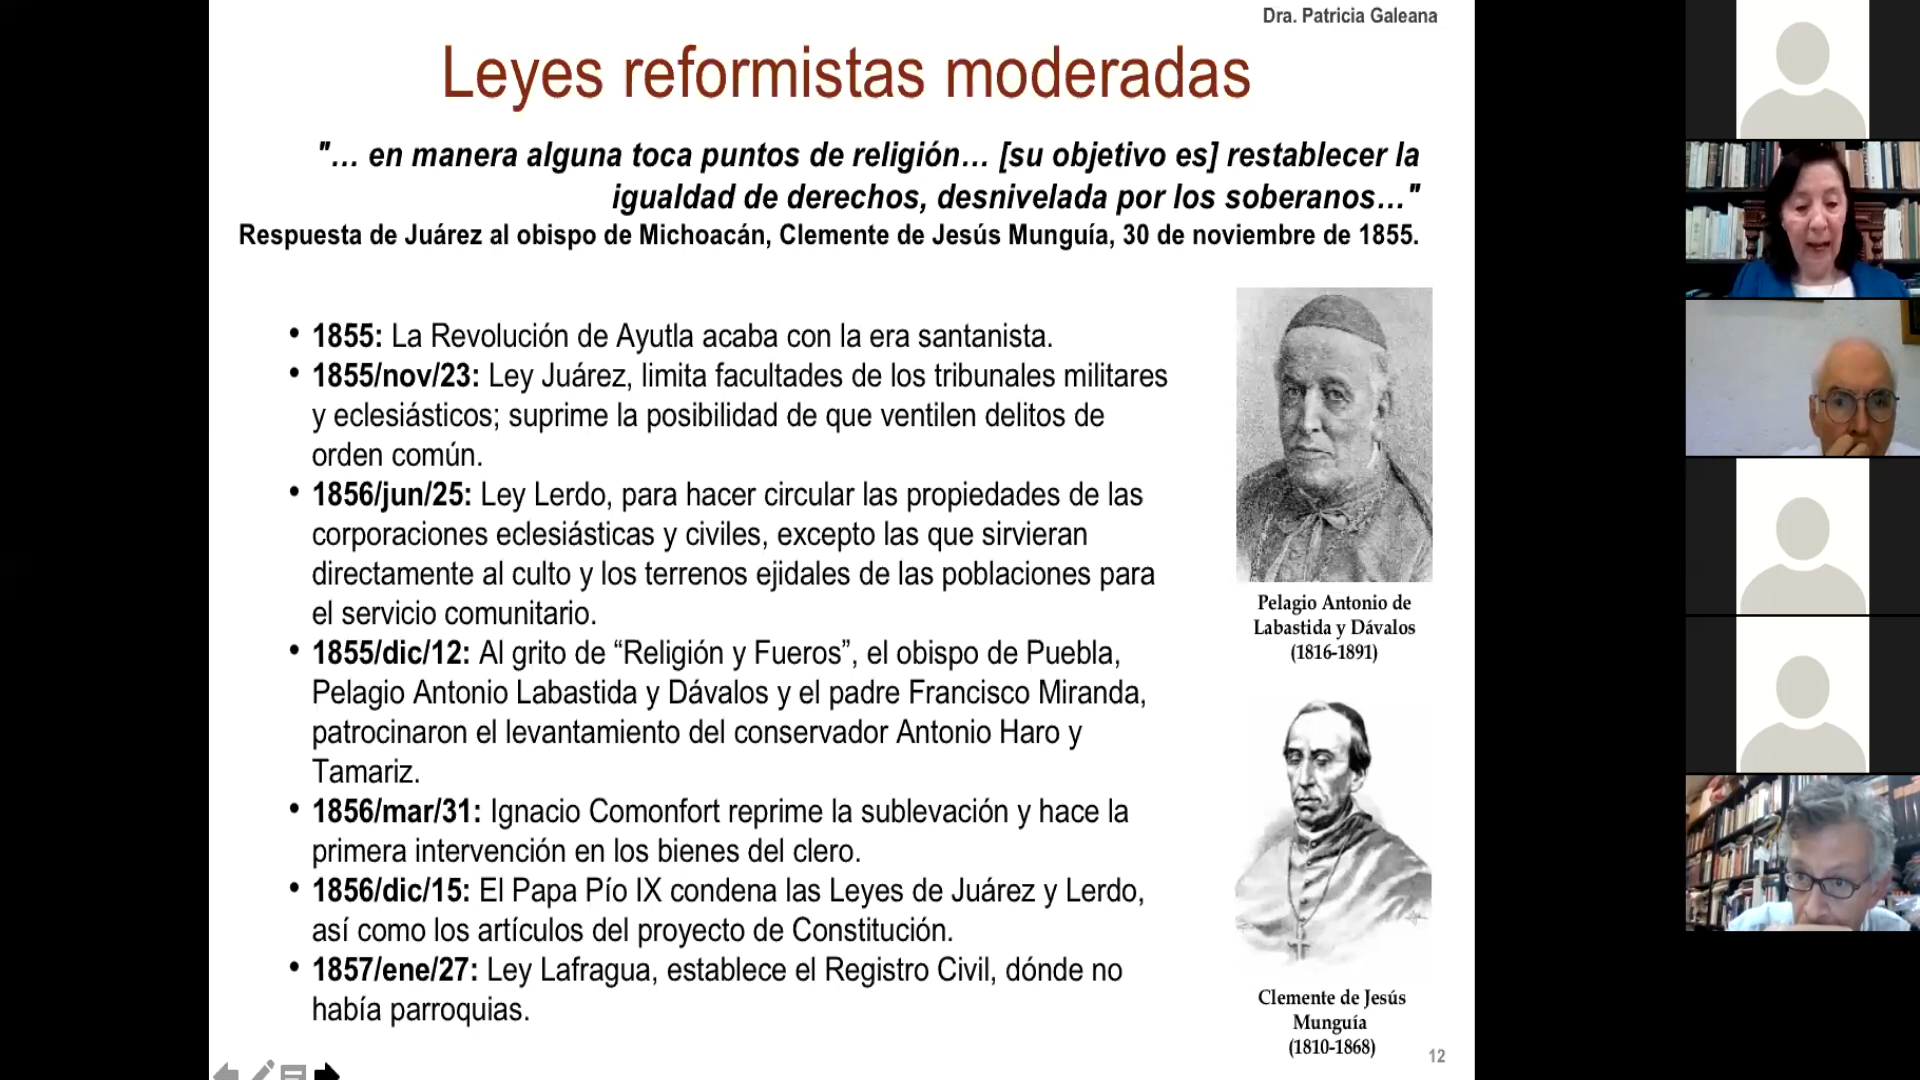 Dra. Patricia Galeana
Leyes reformistas moderadas
"... en manera alguna toca puntos de religión... [su objetivo es] restablecer la
igualdad de derechos, desnivelada por los soberanos..."
Respuesta de Juárez al obispo de Michoacán, Clemente de Jesús Munguía, 30 de noviembre de 1855.
• 1855: La Revolución de Ayutla acaba con la era santanista.
• 1855/nov/23: Ley Juárez, limita facultades de los tribunales militares
y eclesiásticos; suprime la posibilidad de que ventilen delitos de
orden común.
• 1856/jun/25: Ley Lerdo, para hacer circular las propiedades de las
corporaciones eclesiásticas y civiles, excepto las que sirvieran
directamente al culto y los terrenos ejidales de las poblaciones para
el servicio comunitario.
• 1855/dic/12: Al grito de “Religión y Fueros”, el obispo de Puebla,
Pelagio Antonio Labastida y Dávalos y el padre Francisco Miranda,
patrocinaron el levantamiento del conservador Antonio Haro y
Tamariz.
• 1856/mar/31: Ignacio Comonfort reprime la sublevación y hace la
primera intervención en los bienes del clero.
• 1856/dic/15: El Papa Pío IX condena las Leyes de Juárez y Lerdo,
así como los artículos del proyecto de Constitución.
• 1857/ene/27: Ley Lafragua, establece el Registro Civil, dónde no
había parroquias.
Pelagio Antonio de
Labastida y Dávalos
(1816-1891)
Clemente de Jesús
Munguía
(1810-1868)
12